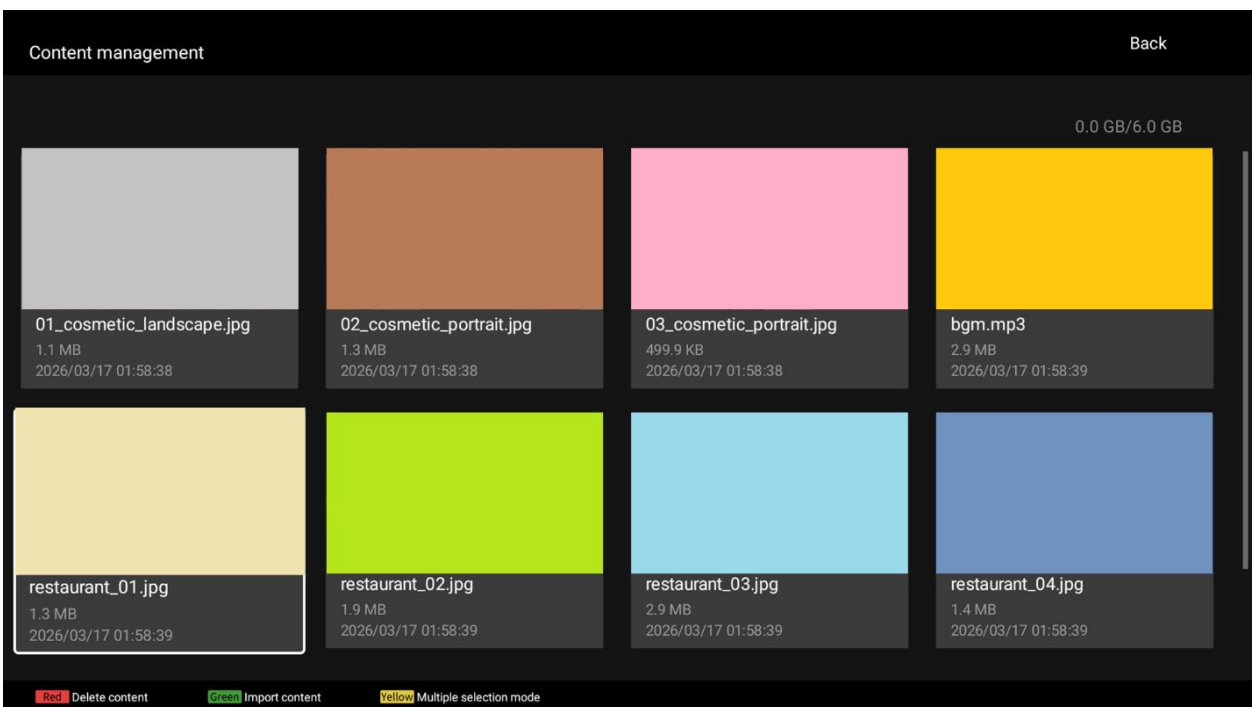 Content management
Back
0.0 GB/6.0 GB
01_cosmetic_landscape.jpg
1.1 MB
2026/03/17 01:58:38
02_cosmetic_portrait.jpg
1.3 MB
2026/03/17 01:58:38
03_cosmetic_portrait.jpg
499.9 KB
2026/03/17 01:58:38
bgm.mp3
2.9 MB
2026/03/17 01:58:39
restaurant_01.jpg
1.3 MB
2026/03/17 01:58:39
restaurant_02.jpg
1.9 MB
2026/03/17 01:58:39
restaurant_03.jpg
2.9 MB
2026/03/17 01:58:39
restaurant_04.jpg
1.4 MB
2026/03/17 01:58:39
Red Delete content
Green Import content
Yellow Multiple selection mode